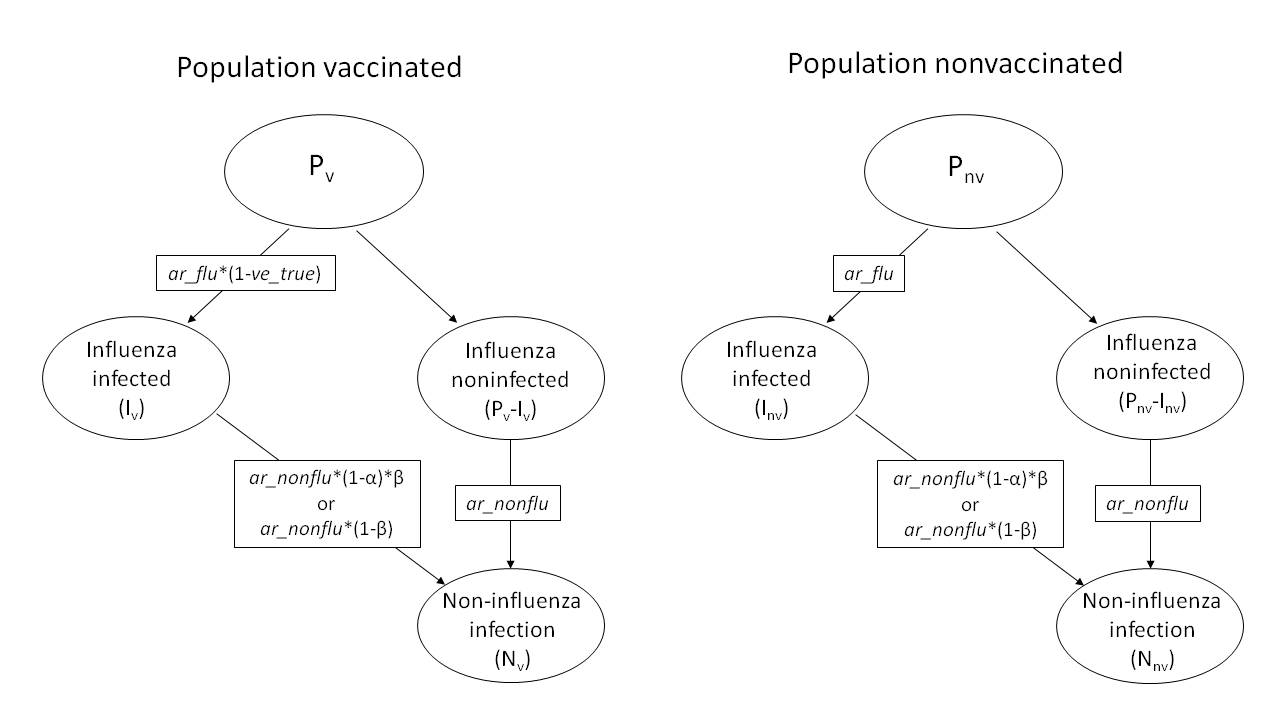 Population vaccinated
P_v
ar_flu*(1-ve_true)
Influenza
infected
(I_v)
Influenza
noninfected
(P_v-I_v)
ar_nonflu*(1-α)*β
or
ar_nonflu*(1-β)
ar_nonflu
Non-influenza
infection
(N_v)
Population nonvaccinated
P_nv
ar_flu
Influenza
infected
(I_nv)
Influenza
noninfected
(P_nv-I_nv)
ar_nonflu*(1-α)*β
or
ar_nonflu*(1-β)
ar_nonflu
Non-influenza
infection
(N_nv)